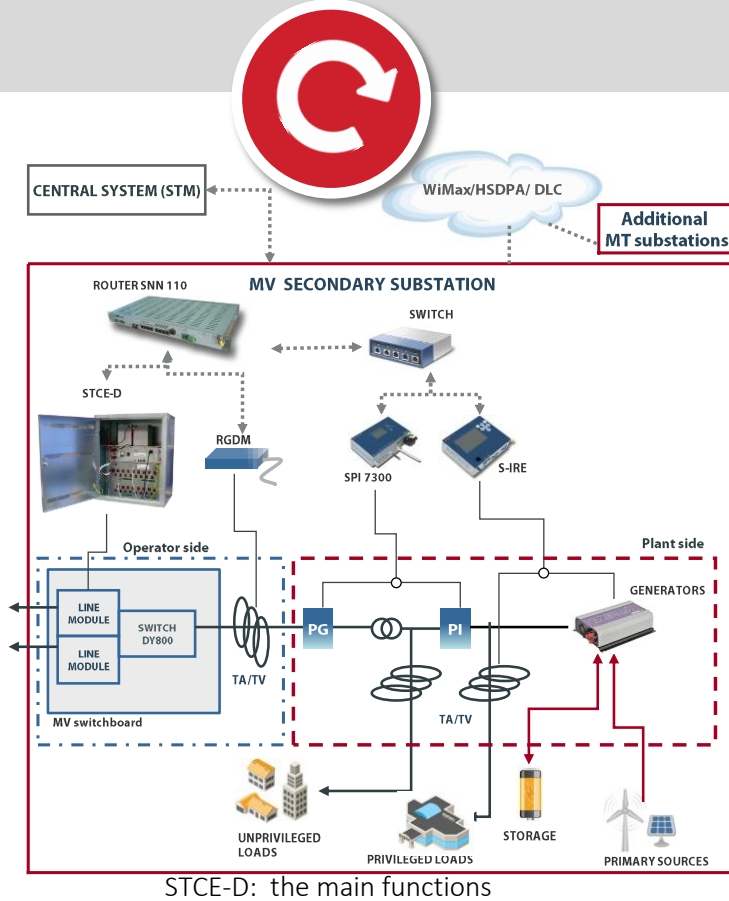 CENTRAL SYSTEM (STM)
WiMax/HSDPA/ DLC
Additional
MT substations
MV SECONDARY SUBSTATION
ROUTER SNN 110
SWITCH
STCE-D
RGDM
SPI 7300
S-IRE
Operator side
Plant side
GENERATORS
LINE
MODULE
SWITCH
DY800
LINE
MODULE
PG
PI
TA/TV
TA/TV
MV switchboard
UNPRIVILEGED
LOADS
PRIVILEGED LOADS
STORAGE
PRIMARY SOURCES
STCE-D: the main functions